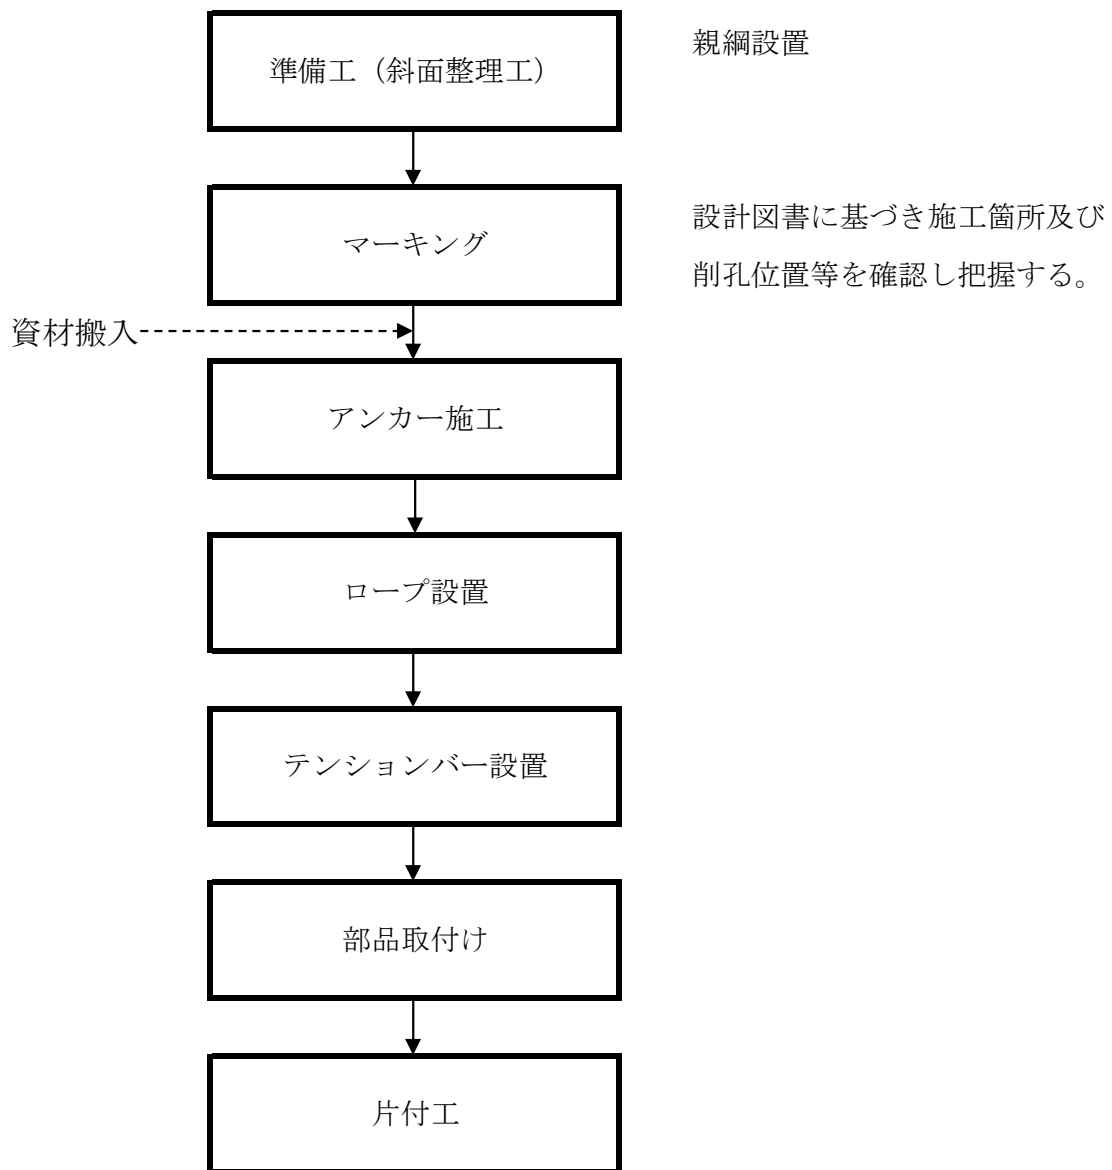 準備工（斜面整理工）
親綱設置
マーキング
設計図書に基づき施工箇所及び
削孔位置等を確認し把握する。
資材搬入
アンカー施工
ロープ設置
テンションバー設置
部品取付け
片付工